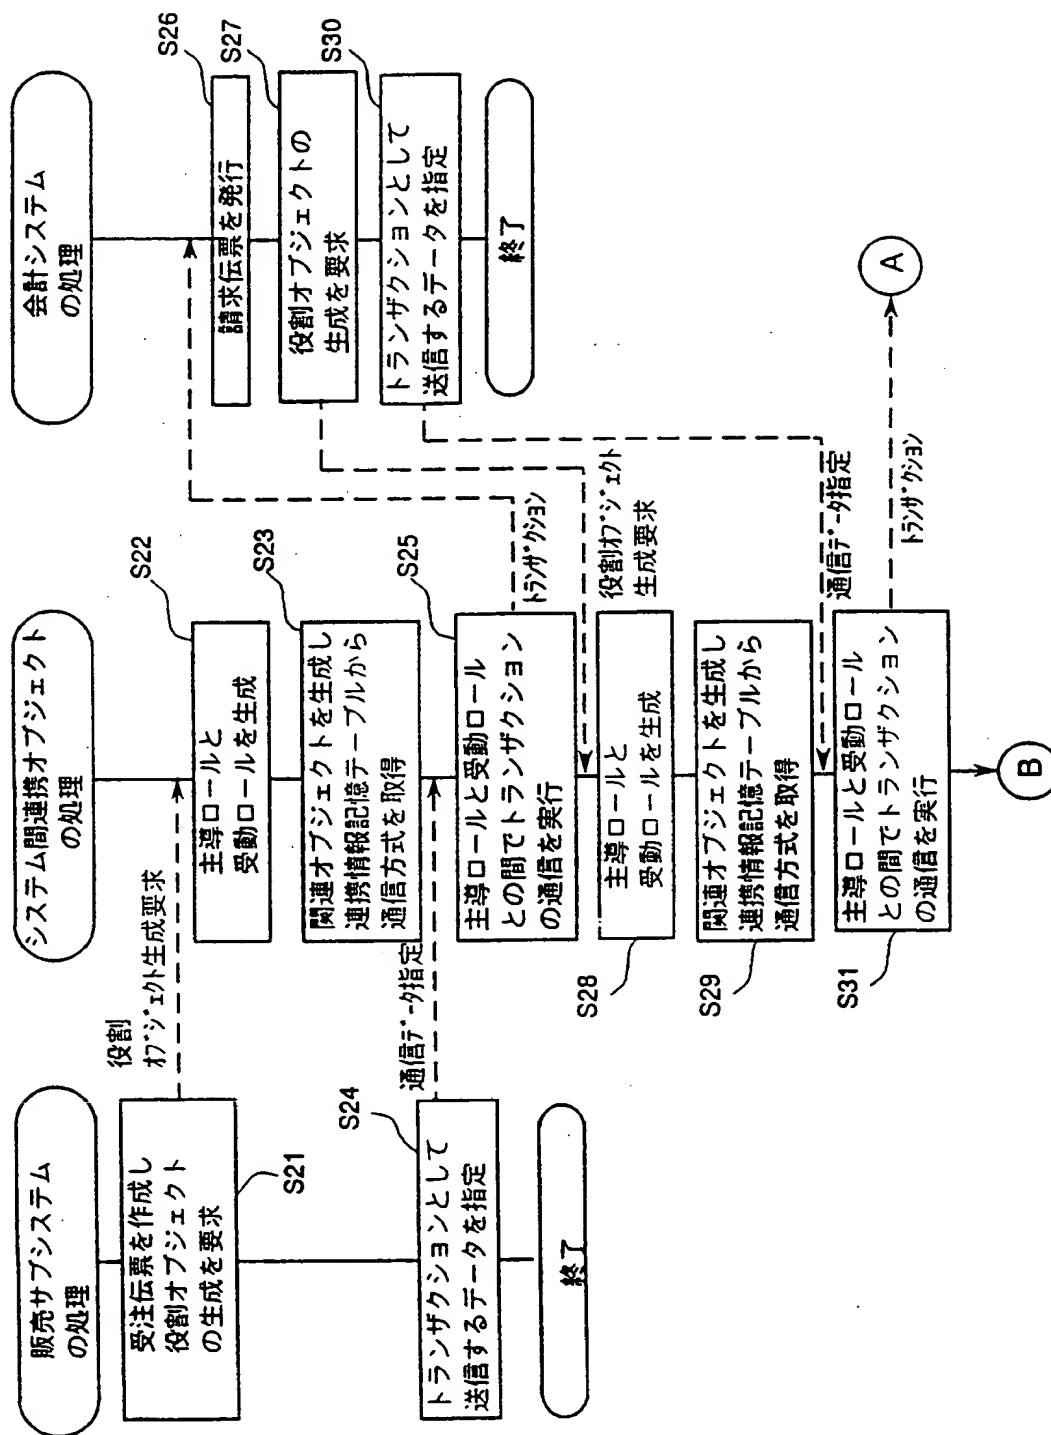 販売サブシステム
の処理
受注伝票を作成し
役割オブジェクト
の生成を要求
S21
役割
オブジェクト生成要求
トランザクションとして
送信するデータを指定
S24
通信データ指定
終了
システム間連携オブジェクト
の処理
主導ロールと
受動ロールを生成
S22
関連オブジェクトを生成し
連携情報記憶テーブルから
通信方式を取得
S23
主導ロールと受動ロール
との間でトランザクション
の通信を実行
S25
トランザクション
役割オブジェクト
生成要求
主導ロールと
受動ロールを生成
S28
関連オブジェクトを生成し
連携情報記憶テーブルから
通信方式を取得
S29
通信データ指定
主導ロールと受動ロール
との間でトランザクション
の通信を実行
S31
トランザクション
A
B
会計システム
の処理
請求伝票を発行
S26
役割オブジェクトの
生成を要求
S27
トランザクションとして
送信するデータを指定
S30
終了